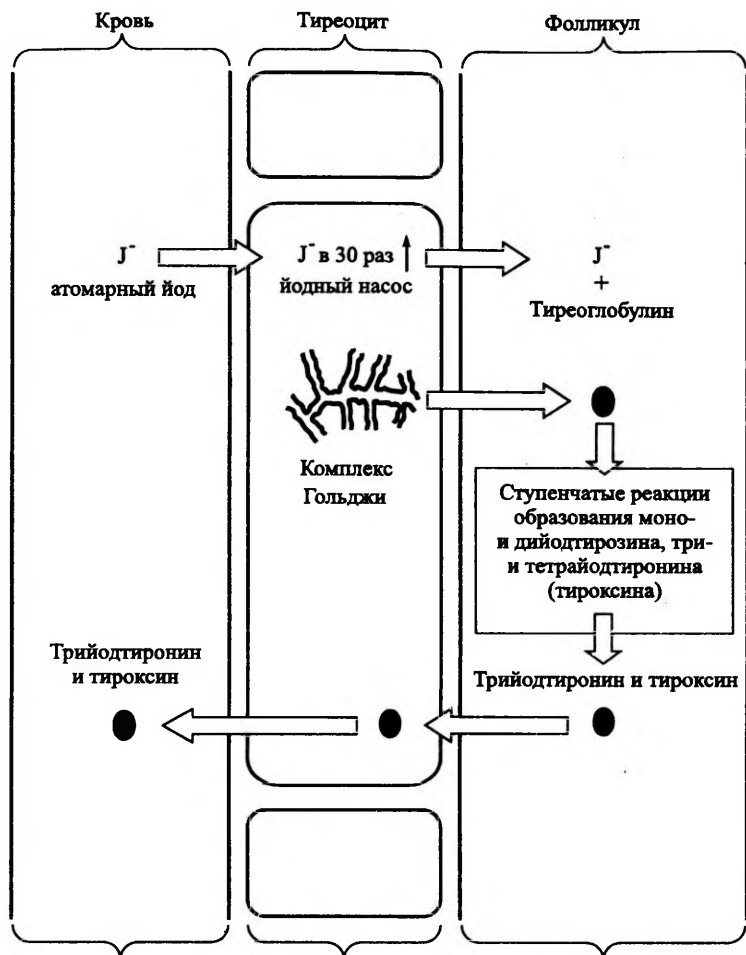 Кровь
Тиреоцит
Фолликул
J⁻
атомарный йод
J⁻ в 30 раз
йодный насос
J⁻
+
Тиреоглобулин
Комплекс
Гольджи
Ступенчатые реакции
образования моно-
и дийодтирозина, три-
и тетрайодтиронина
(тироксина)
Трийодтиронин
и тироксин
Трийодтиронин и тироксин